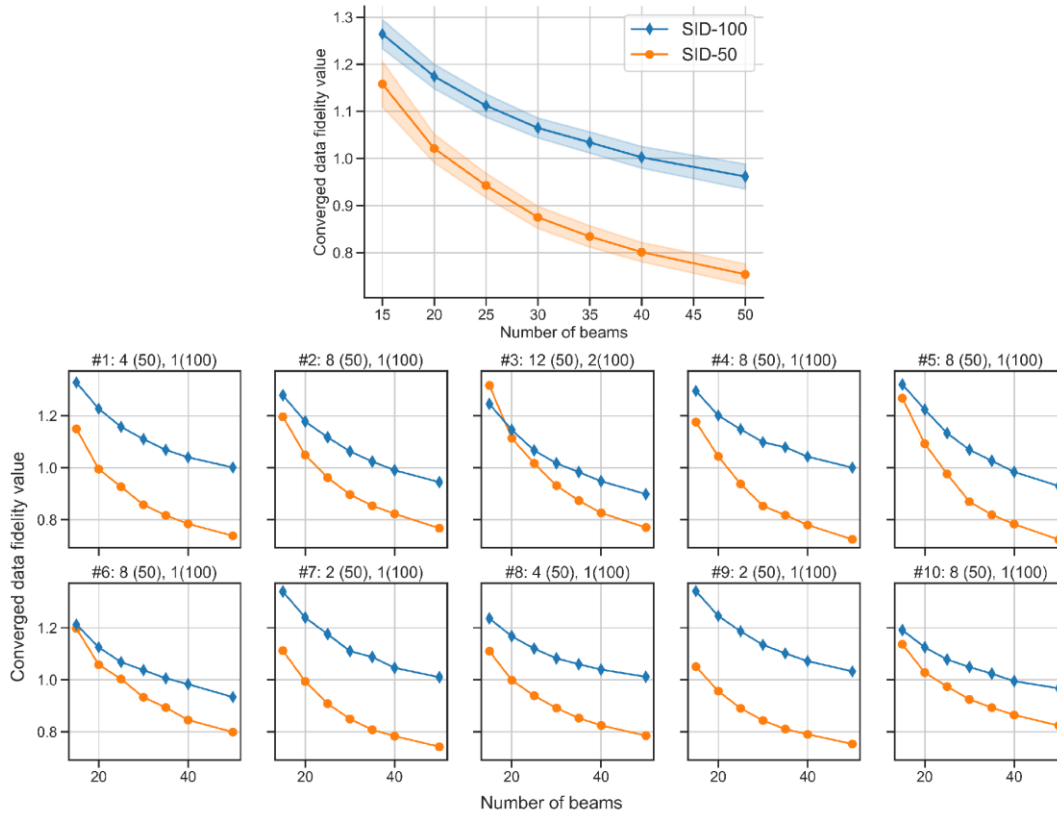 1.3
1.2
1.1
1.0
0.9
0.8
Converged data fidelity value
SID-100
SID-50
15 20 25 30 35 40 45 50
Number of beams
#1: 4 (50), 1(100) #2: 8 (50), 1(100) #3: 12 (50), 2(100) #4: 8 (50), 1(100) #5: 8 (50), 1(100)
1.2
1.0
0.8
#6: 8 (50), 1(100) #7: 2 (50), 1(100) #8: 4 (50), 1(100) #9: 2 (50), 1(100) #10: 8 (50), 1(100)
1.2
1.0
0.8
Converged data fidelity value
20 40 20 40 20 40 20 40 20 40
Number of beams